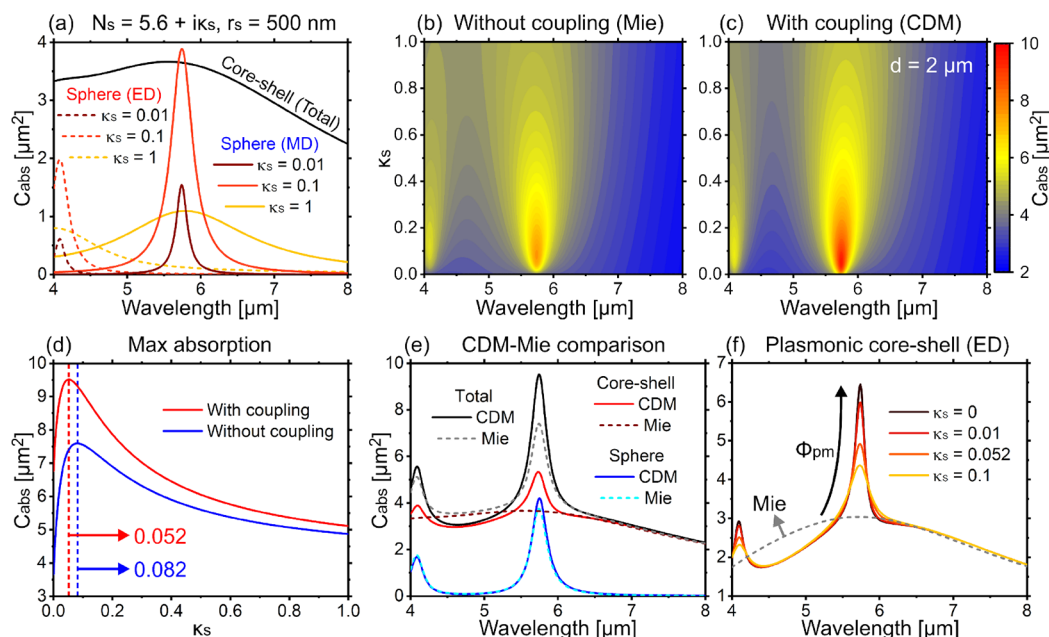 (a) Nₛ = 5.6 + iκₛ, rₛ = 500 nm
Cabs [μm²]
4
3
2
1
0
Core-shell (Total)
Sphere (ED)
κₛ = 0.01
κₛ = 0.1
κₛ = 1
Sphere (MD)
κₛ = 0.01
κₛ = 0.1
κₛ = 1
4 5 6 7 8
Wavelength [μm]
(b) Without coupling (Mie)
κₛ
1.0
0.8
0.6
0.4
0.2
0.0
4 5 6 7 8
Wavelength [μm]
(c) With coupling (CDM)
d = 2 μm
1.0
0.8
0.6
0.4
0.2
0.0
4 5 6 7 8
Wavelength [μm]
10
8
6
4
2
Cabs [μm²]
(d) Max absorption
Cabs [μm²]
10
9
8
7
6
5
4
3
With coupling
Without coupling
0.052
0.082
0.0 0.2 0.4 0.6 0.8 1.0
κₛ
(e) CDM-Mie comparison
Cabs [μm²]
10
8
6
4
2
0
Total
CDM
Mie
Core-shell
CDM
Mie
Sphere
CDM
Mie
4 5 6 7 8
Wavelength [μm]
(f) Plasmonic core-shell (ED)
Cabs [μm²]
7
6
5
4
3
2
1
Φpm
Mie
κₛ = 0
κₛ = 0.01
κₛ = 0.052
κₛ = 0.1
4 5 6 7 8
Wavelength [μm]